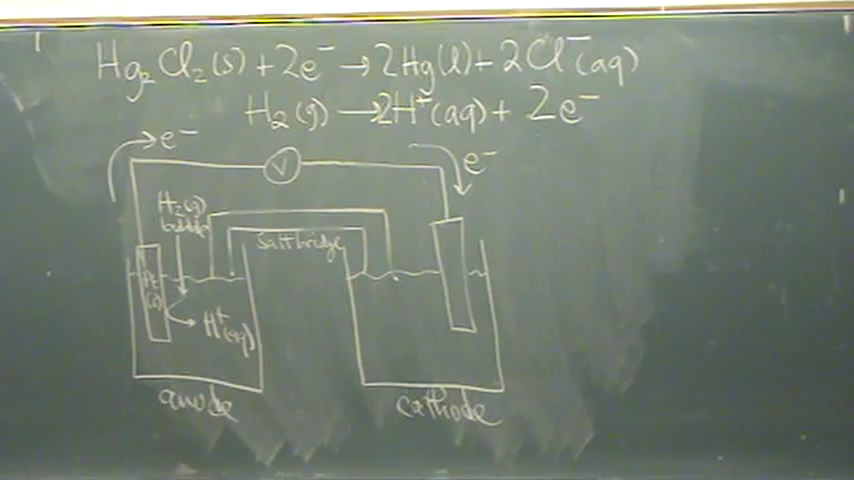 Hg₂Cl₂(s) + 2e⁻ → 2Hg(l) + 2Cl⁻(aq)
H₂(g) → 2H⁺(aq) + 2e⁻
e⁻
V
e⁻
H₂(g)
bubbles
Salt bridge
Pt
(s)
H⁺(aq)
anode
cathode